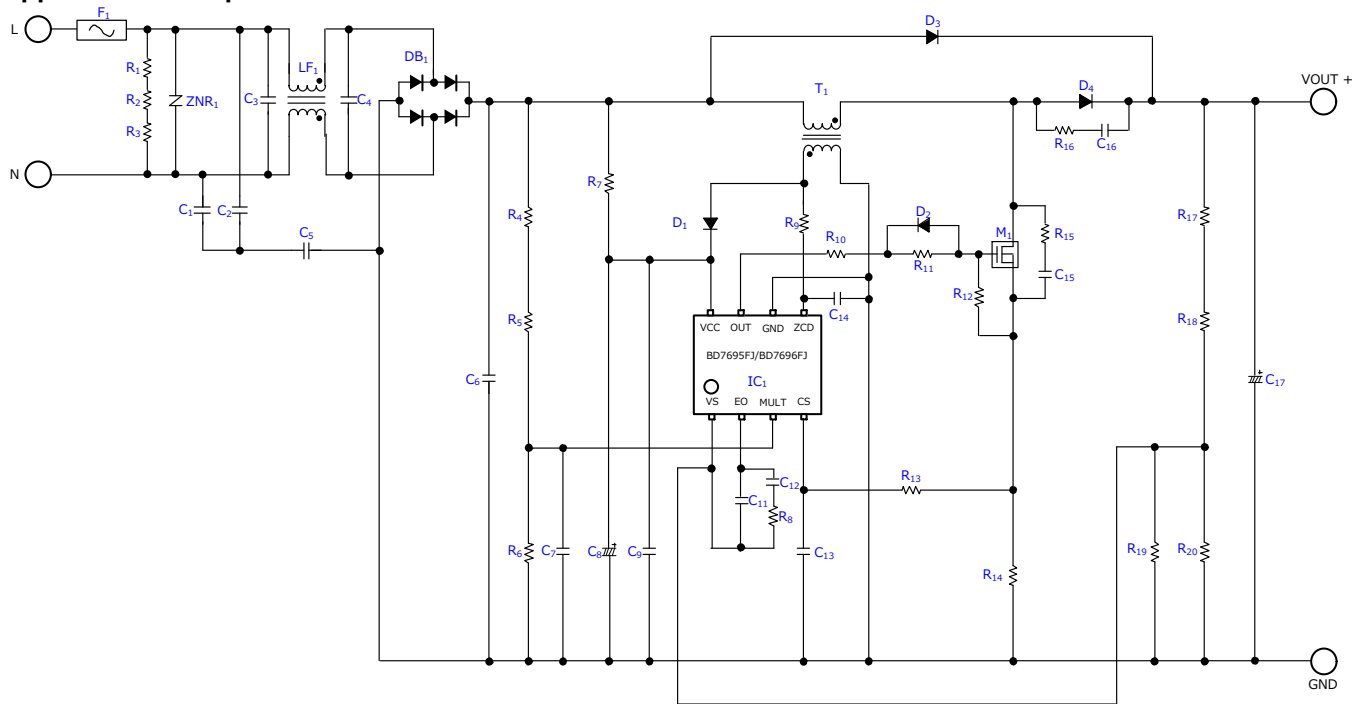 F1
L
R1
R2
R3
ZNR1
C3
LF1
C4
DB1
D3
T1
D4
VOUT +
R16
C16
N
C1
C2
C5
R7
R4
D1
R9
R10
D2
R11
M1
R15
C15
R12
R17
R5
C14
R18
VCC OUT GND ZCD
BD7695FJ/BD7696FJ
IC1
VS EO MULT CS
C6
C17
C12
C11
R8
R13
R6
C7
C8
C9
C13
R14
R19
R20
GND